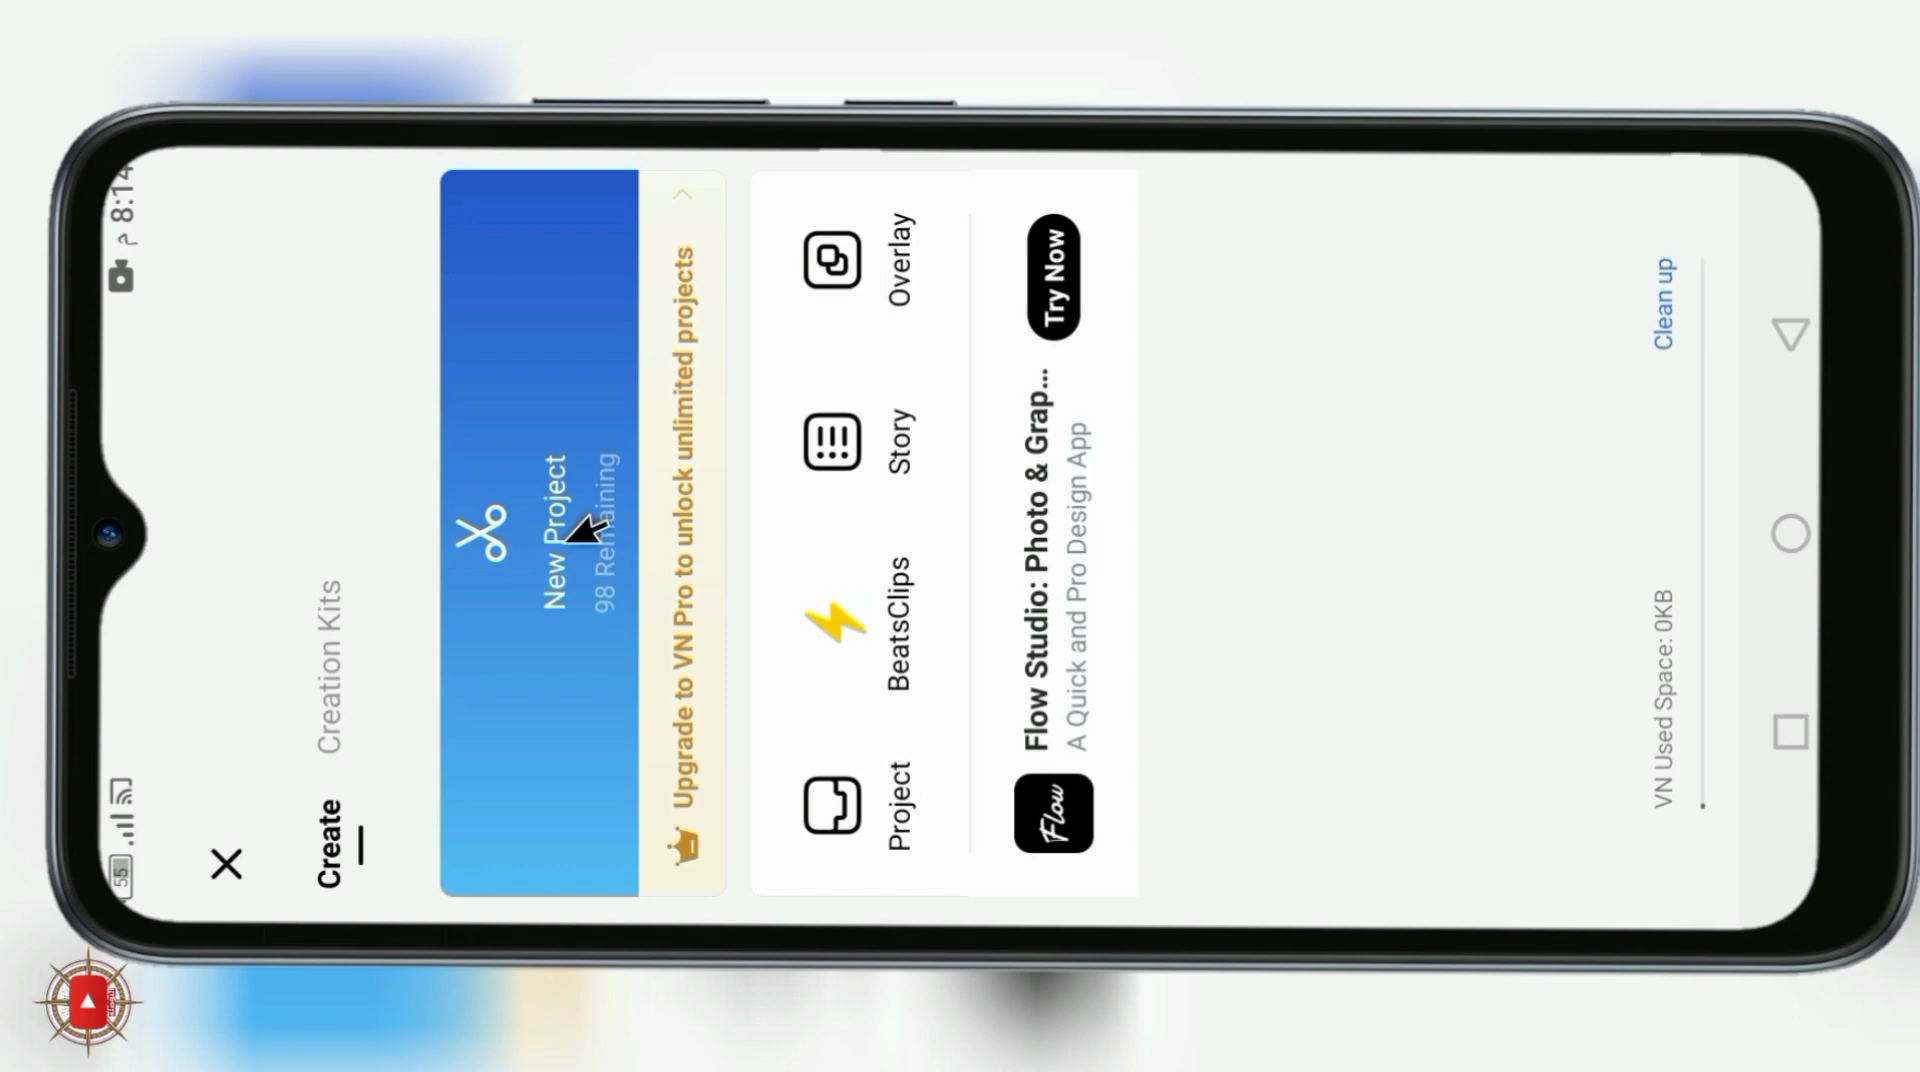 55
م 8:14
Create
Creation Kits
New Project
98 Remaining
Upgrade to VN Pro to unlock unlimited projects
Project
BeatsClips
Story
Overlay
Flow
Flow Studio: Photo & Grap...
A Quick and Pro Design App
Try Now
VN Used Space: 0KB
Clean up